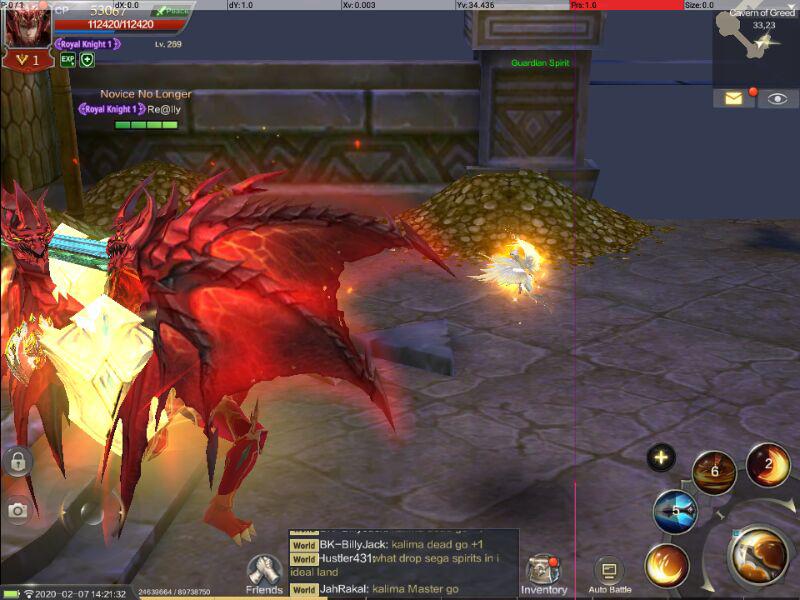 P: 0 / 1
dX: 0.0
dY: 1.0
Xv: 0.003
Yv: 34.436
Prs: 1.0
Size: 0.0
CP 53067
Peace
112420/112420
Royal Knight 1
Lv. 269
1
EXP
Cavern of Greed
33,23
Guardian Spirit
Novice No Longer
Royal Knight 1 Re@lly
6
2
5
World BK-BillyJack: kalima dead go +1
World Hustler431: what drop sega spirits in i
ideal land
World JahRakal: kalima Master go
Friends
Inventory
Auto Battle
2020-02-07 14:21:32
24639664 / 89738750